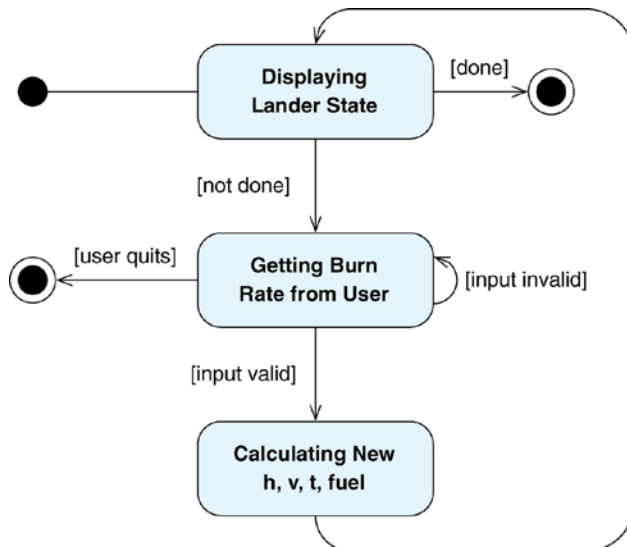 Displaying
Lander State
[done]
[not done]
[user quits]
Getting Burn
Rate from User
[input invalid]
[input valid]
Calculating New
h, v, t, fuel